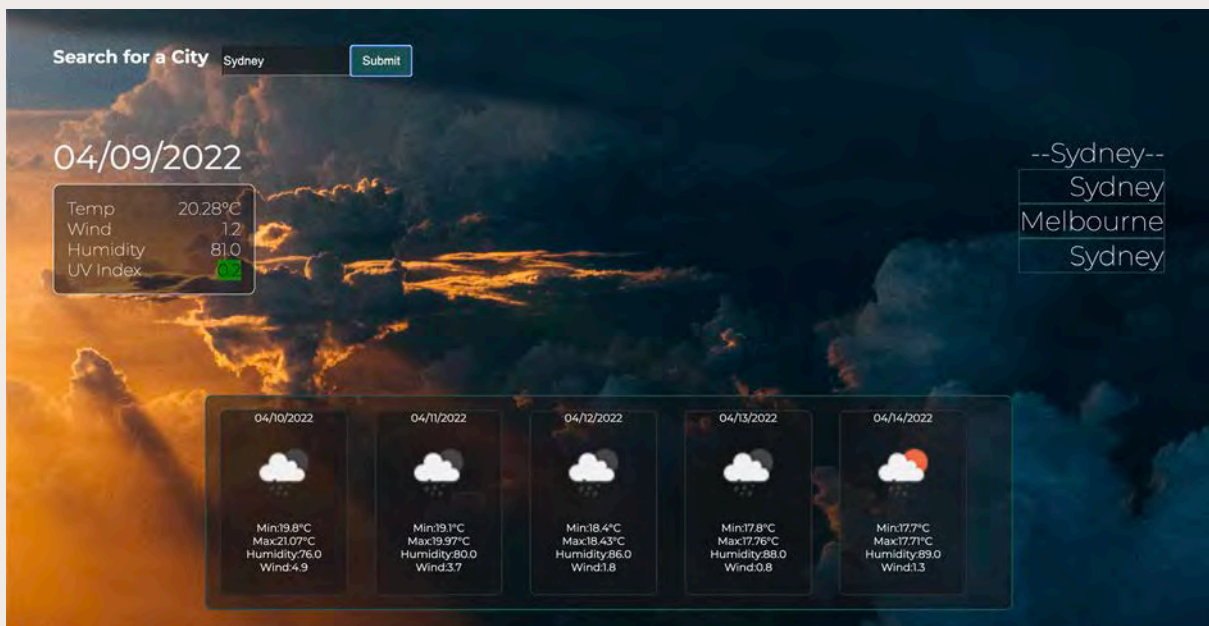 Search for a City Sydney Submit
04/09/2022
Temp 20.28°C
Wind 1.2
Humidity 81.0
UV Index 0.2
--Sydney--
Sydney
Melbourne
Sydney
04/10/2022
Min:19.8°C
Max:21.07°C
Humidity:76.0
Wind:4.9
04/11/2022
Min:19.1°C
Max:19.97°C
Humidity:80.0
Wind:3.7
04/12/2022
Min:18.4°C
Max:18.43°C
Humidity:86.0
Wind:1.8
04/13/2022
Min:17.8°C
Max:17.76°C
Humidity:88.0
Wind:0.8
04/14/2022
Min:17.7°C
Max:17.71°C
Humidity:89.0
Wind:1.3